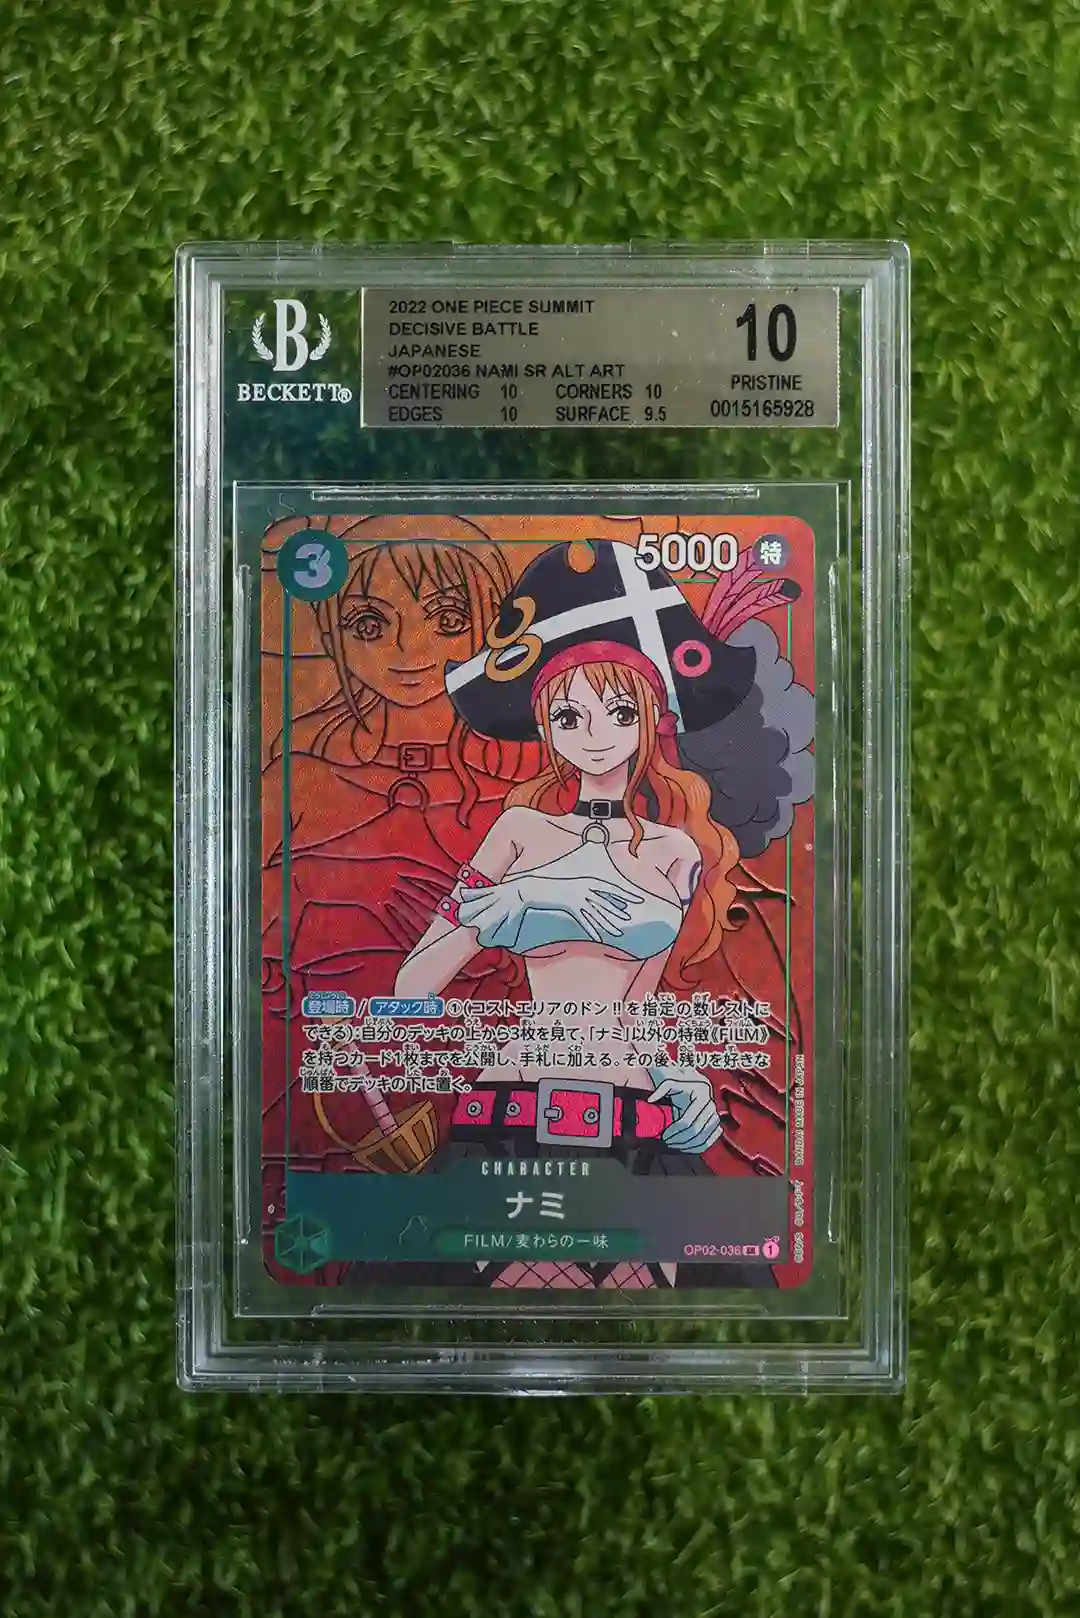 B
BECKETT®
2022 ONE PIECE SUMMIT
DECISIVE BATTLE
JAPANESE
#OP02036 NAMI SR ALT ART
CENTERING 10 CORNERS 10
EDGES 10 SURFACE 9.5
10
PRISTINE
0015165928
3
5000 特
登場時 / アタック時 ①(コストエリアのドン!!を指定の数レストに
できる):自分のデッキの上から3枚を見て、「ナミ」以外の特徴《FILM》
を持つカード1枚までを公開し、手札に加える。その後、残りを好きな
順番でデッキの下に置く。
CHARACTER
ナミ
FILM/麦わらの一味
OP02-036 SR 1
BANDAI MADE IN JAPAN